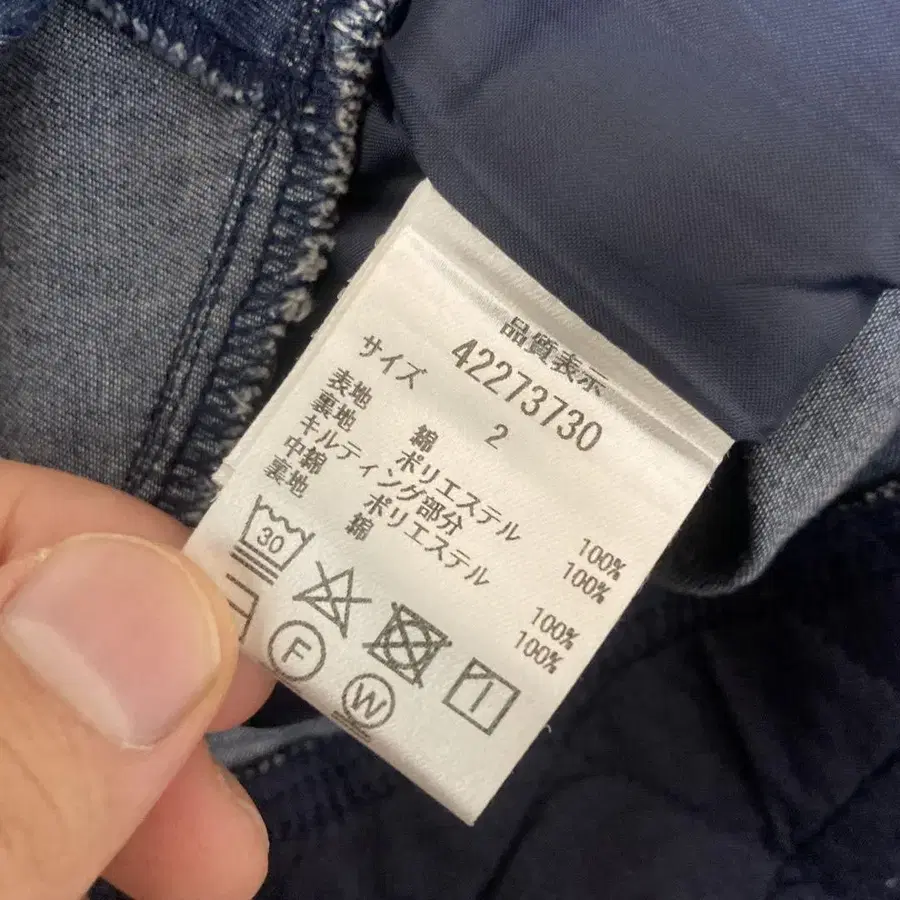 品質表示
42273730
サイズ 2
表地 綿 100%
裏地 ポリエステル 100%
キルティング部分
中綿 ポリエステル 100%
裏地 綿 100%
30
F
W